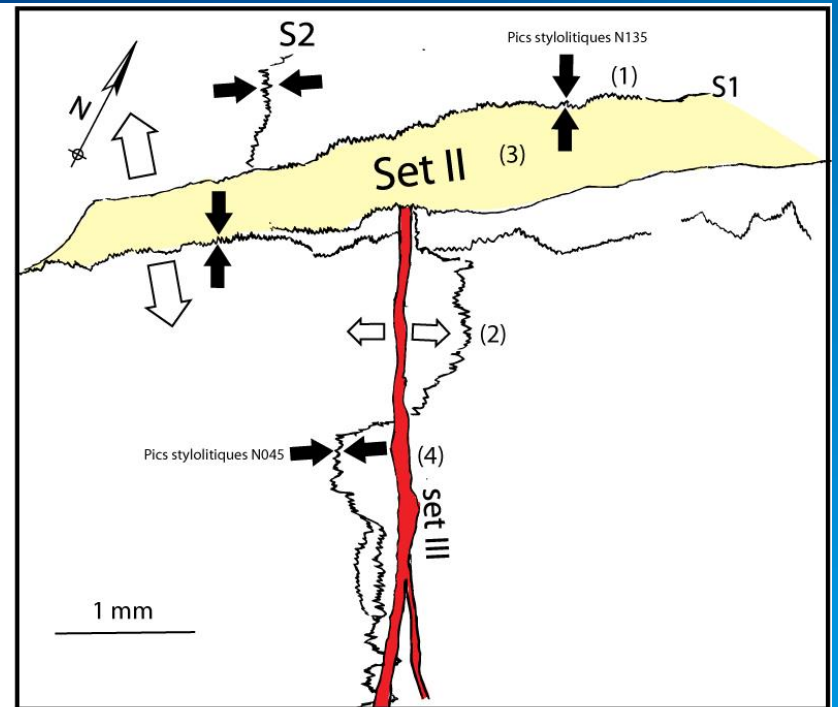 S2
Pics stylolitiques N135
(1)
S1
N
Set II
(3)
(2)
Pics stylolitiques N045
(4)
set III
1 mm